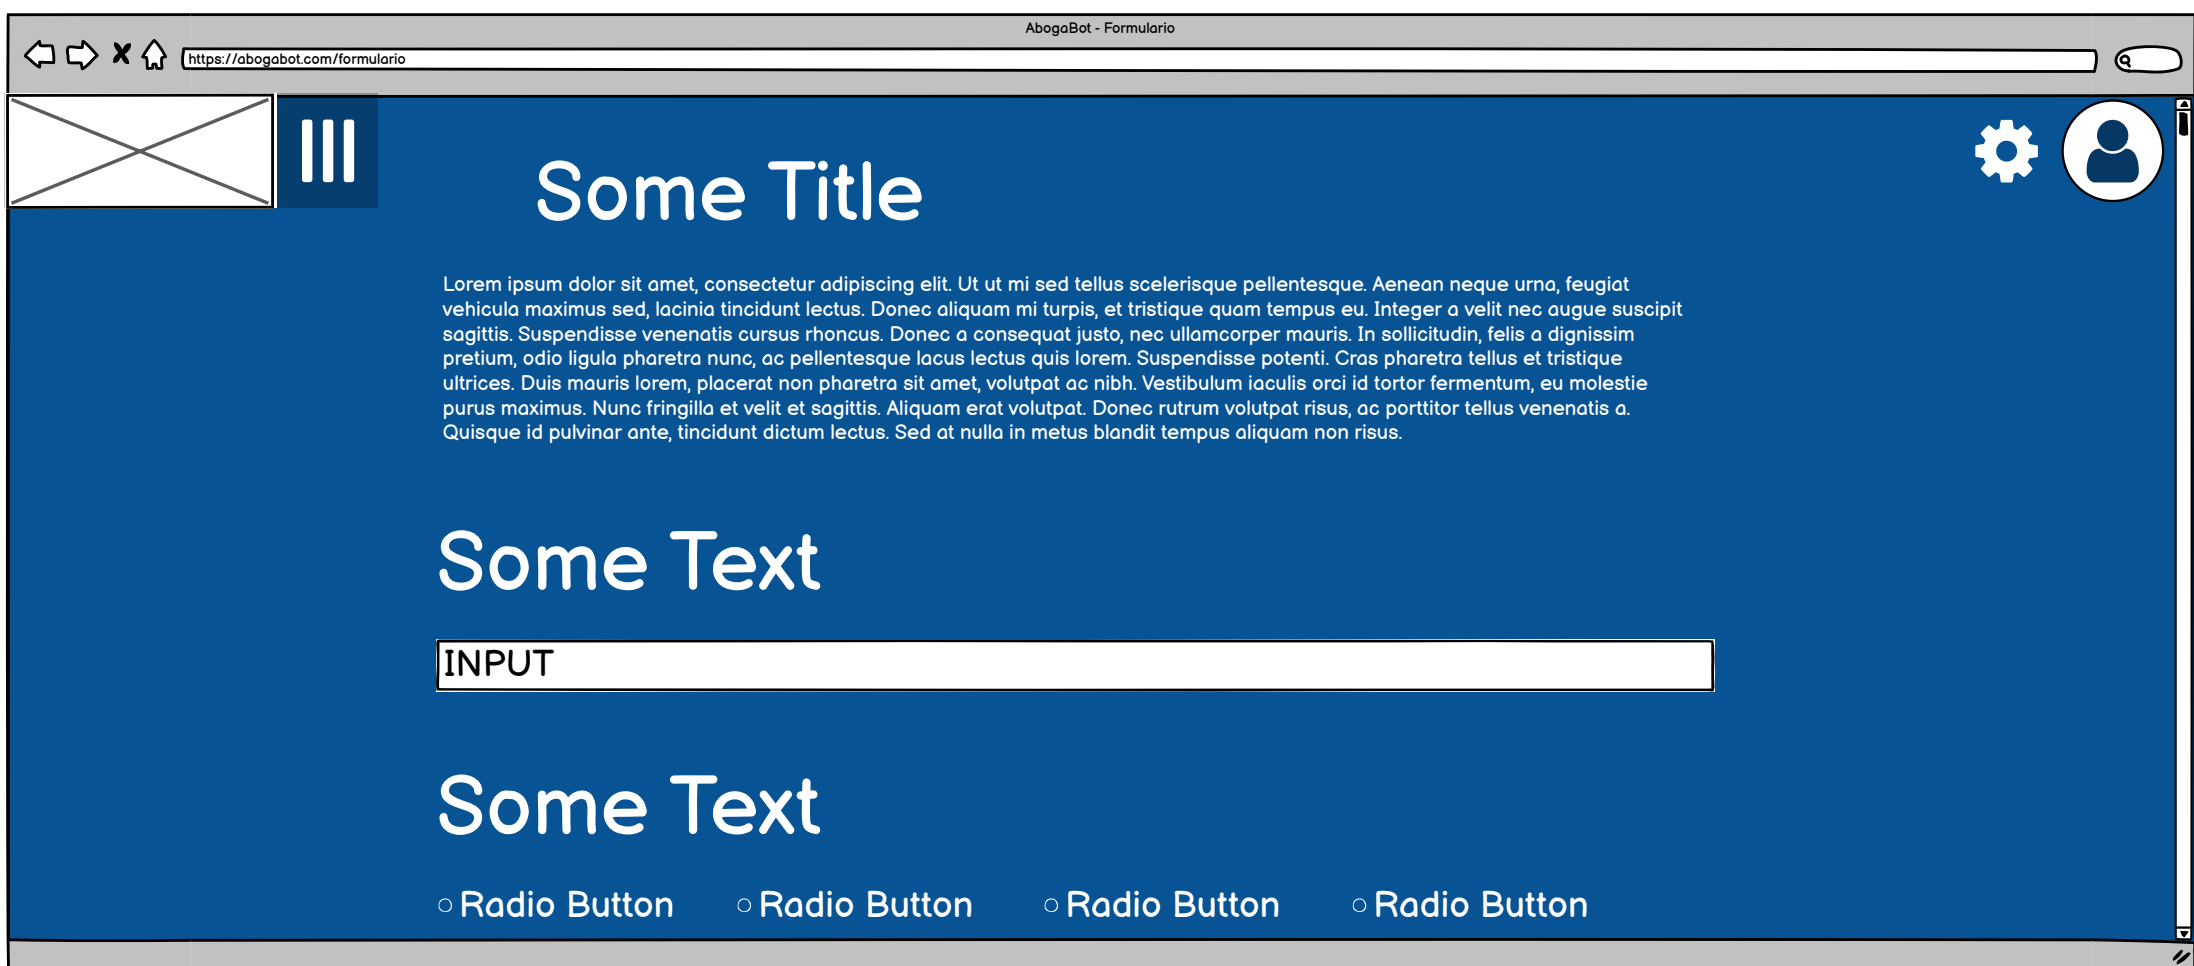 AbogaBot - Formulario
https://abogabot.com/formulario
Some Title
Lorem ipsum dolor sit amet, consectetur adipiscing elit. Ut ut mi sed tellus scelerisque pellentesque. Aenean neque urna, feugiat
vehicula maximus sed, lacinia tincidunt lectus. Donec aliquam mi turpis, et tristique quam tempus eu. Integer a velit nec augue suscipit
sagittis. Suspendisse venenatis cursus rhoncus. Donec a consequat justo, nec ullamcorper mauris. In sollicitudin, felis a dignissim
pretium, odio ligula pharetra nunc, ac pellentesque lacus lectus quis lorem. Suspendisse potenti. Cras pharetra tellus et tristique
ultrices. Duis mauris lorem, placerat non pharetra sit amet, volutpat ac nibh. Vestibulum iaculis orci id tortor fermentum, eu molestie
purus maximus. Nunc fringilla et velit et sagittis. Aliquam erat volutpat. Donec rutrum volutpat risus, ac porttitor tellus venenatis a.
Quisque id pulvinar ante, tincidunt dictum lectus. Sed at nulla in metus blandit tempus aliquam non risus.
Some Text
INPUT
Some Text
Radio Button Radio Button Radio Button Radio Button